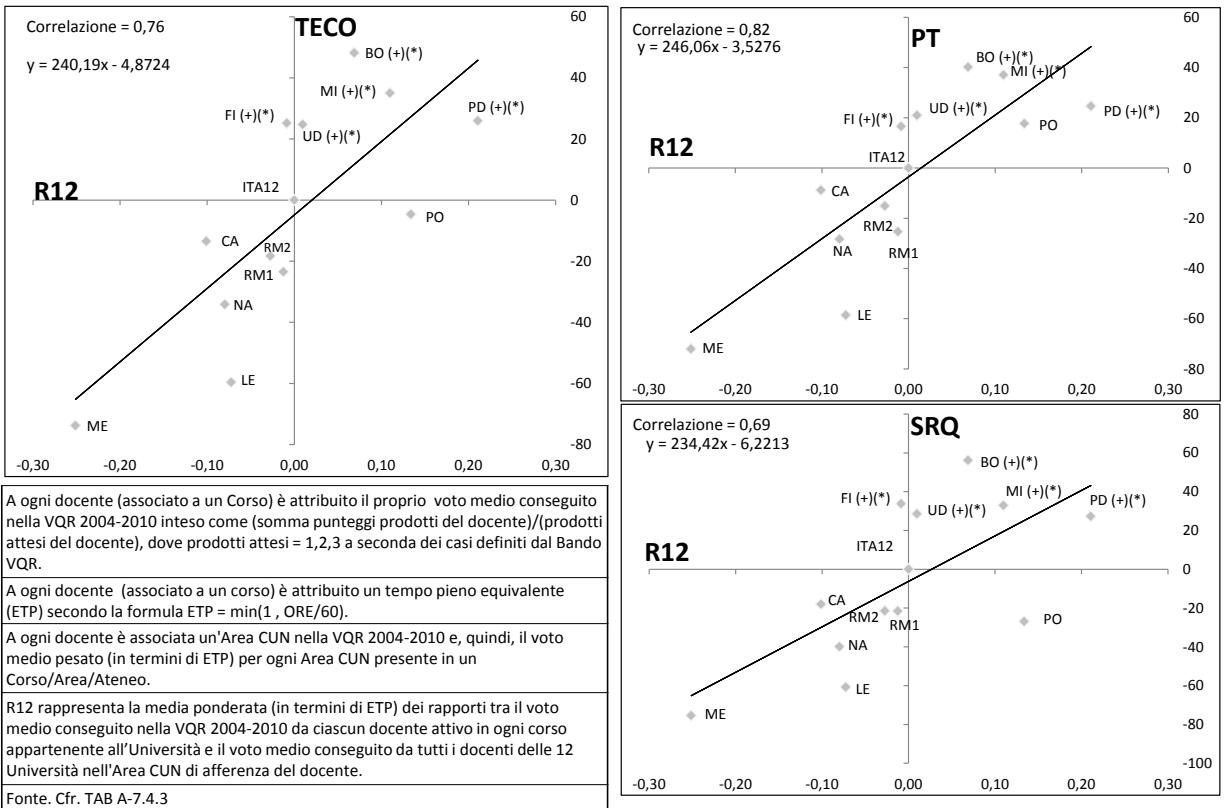 Correlazione = 0,76
TECO
y = 240,19x - 4,8724
R12
BO (+)(*)
MI (+)(*)
PD (+)(*)
FI (+)(*)
UD (+)(*)
ITA12
PO
CA
RM2
RM1
NA
LE
ME
60
40
20
0
-20
-40
-60
-80
-0,30 -0,20 -0,10 0,00 0,10 0,20 0,30
Correlazione = 0,82
y = 246,06x - 3,5276
PT
R12
BO (+)(*)
MI (+)(*)
PD (+)(*)
FI (+)(*)
UD (+)(*)
PO
ITA12
CA
RM2
NA
RM1
LE
ME
60
40
20
0
-20
-40
-60
-80
-0,30 -0,20 -0,10 0,00 0,10 0,20 0,30
Correlazione = 0,69
y = 234,42x - 6,2213
SRQ
R12
BO (+)(*)
MI (+)(*)
PD (+)(*)
FI (+)(*)
UD (+)(*)
ITA12
CA
RM2
RM1
PO
NA
LE
ME
80
60
40
20
0
-20
-40
-60
-80
-100
-0,30 -0,20 -0,10 0,00 0,10 0,20 0,30
A ogni docente (associato a un Corso) è attribuito il proprio voto medio conseguito
nella VQR 2004-2010 inteso come (somma punteggi prodotti del docente)/(prodotti
attesi del docente), dove prodotti attesi = 1,2,3 a seconda dei casi definiti dal Bando
VQR.
A ogni docente (associato a un corso) è attribuito un tempo pieno equivalente
(ETP) secondo la formula ETP = min(1 , ORE/60).
A ogni docente è associata un'Area CUN nella VQR 2004-2010 e, quindi, il voto
medio pesato (in termini di ETP) per ogni Area CUN presente in un
Corso/Area/Ateneo.
R12 rappresenta la media ponderata (in termini di ETP) dei rapporti tra il voto
medio conseguito nella VQR 2004-2010 da ciascun docente attivo in ogni corso
appartenente all’Università e il voto medio conseguito da tutti i docenti delle 12
Università nell'Area CUN di afferenza del docente.
Fonte. Cfr. TAB A-7.4.3